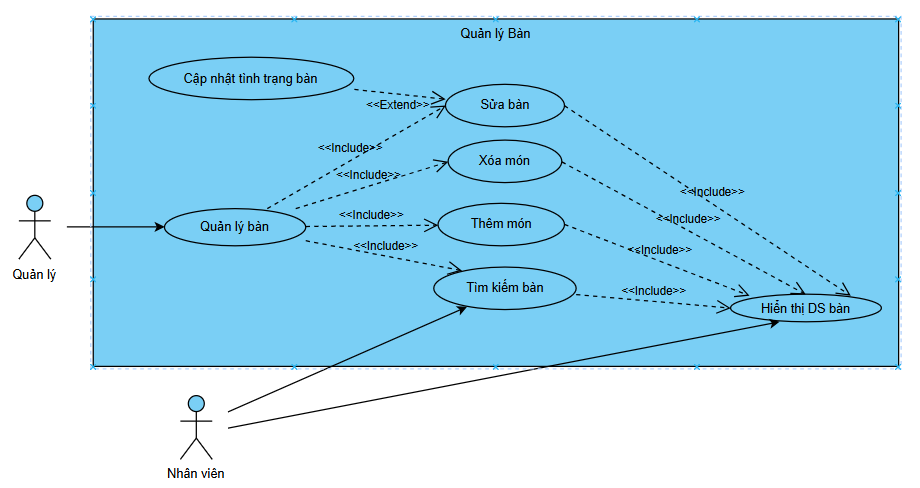 Quản lý Bàn
Cập nhật tình trạng bàn
<<Extend>>
Sửa bàn
<<Include>>
Xóa món
<<Include>>
<<Include>>
Quản lý bàn
<<Include>>
Thêm món
<<Include>>
Quản lý
<<Include>>
<<Include>>
Tìm kiếm bàn
<<Include>>
Hiển thị DS bàn
Nhân viên